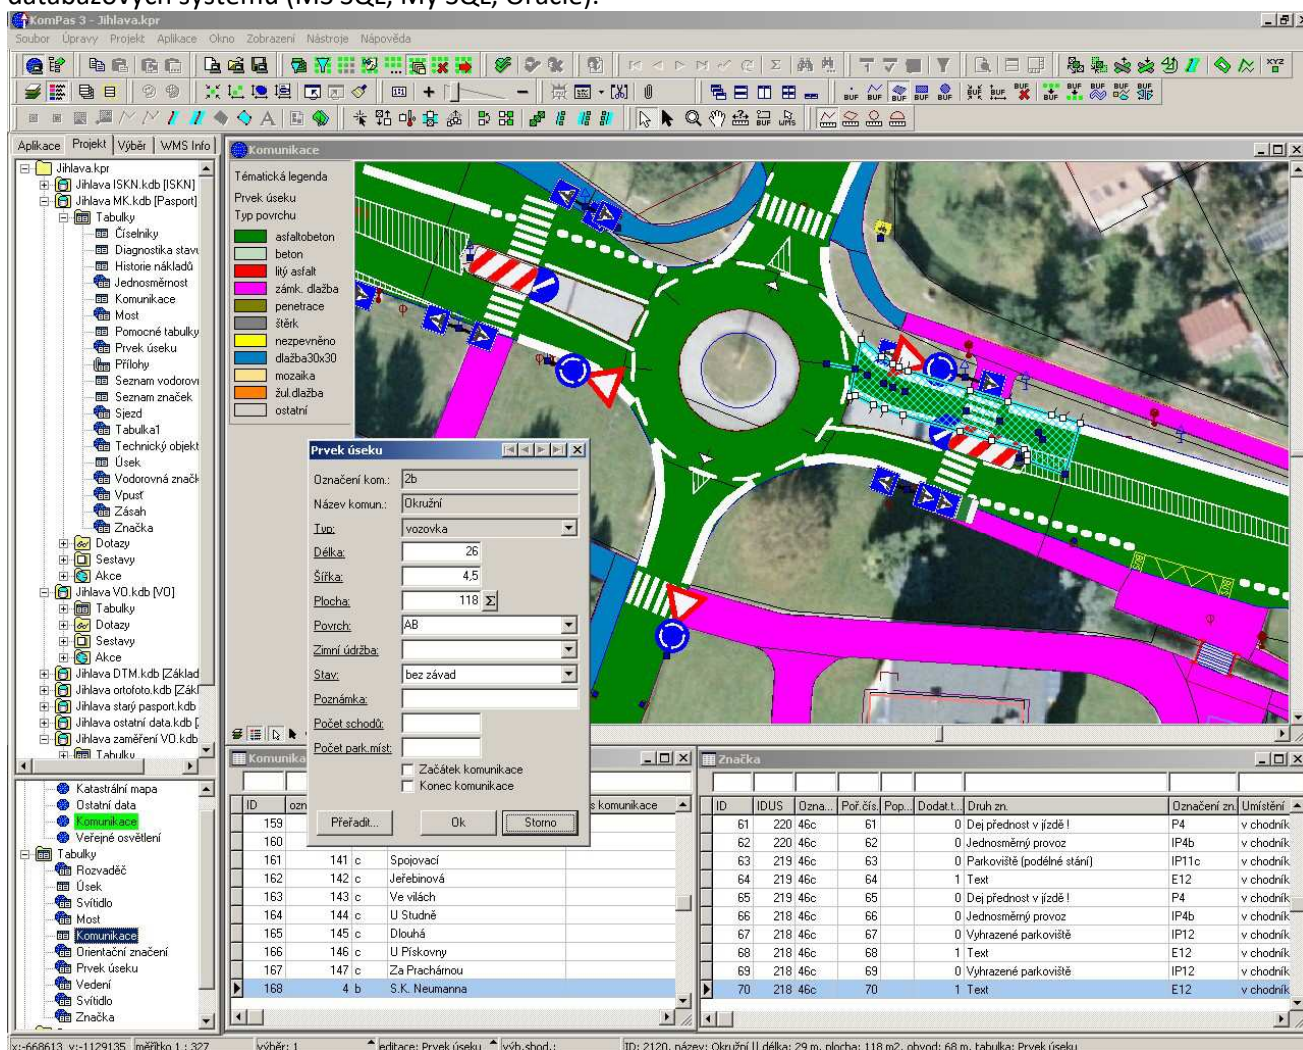 databázových systémů (MS SQL, My SQL, Oracle).
KomPas 3 - Jihlava.kpr
Soubor Úpravy Projekt Aplikace Okno Zobrazení Nástroje Nápověda
Aplikace Projekt Výběr WMS Info
Jihlava.kpr
Jihlava ISKN.kdb [ISKN]
Jihlava MK.kdb [Pasport]
Tabulky
Číselniky
Diagnostika stavu
Historie nákladů
Jednosměrnost
Komunikace
Most
Pomocné tabulky
Prvek úseku
Přílohy
Seznam vodorovn
Seznam značek
Sjezd
Tabulka1
Technický objekt
Úsek
Vodorovná značk
Vpusť
Zásah
Značka
Dotazy
Sestavy
Akce
Jihlava VO.kdb [VO]
Tabulky
Dotazy
Sestavy
Akce
Jihlava DTM.kdb [Základ
Jihlava ortofoto.kdb [Zákl
Jihlava starý pasport.kdb
Jihlava ostatní data.kdb [
Jihlava zaměření VO.kdb
Tabulky
Katastrální mapa
Ostatní data
Komunikace
Veřejné osvětlení
Tabulky
Rozvaděč
Úsek
Svítidlo
Most
Komunikace
Orientační značení
Prvek úseku
Vedení
Svítidlo
Značka
Komunikace
Tématická legenda
Prvek úseku
Typ povrchu
asfaltobeton
beton
litý asfalt
zámk. dlažba
penetrace
štěrk
nezpevněno
dlažba30x30
mozaika
žul.dlažba
ostatní
BUS
BUS
Prvek úseku
Označení kom.: 2b
Název komun.: Okružní
Typ: vozovka
Délka: 26
Šířka: 4,5
Plocha: 118 Σ
Povrch: AB
Zimní údržba:
Stav: bez závad
Poznámka:
Počet schodů:
Počet park.míst:
Začátek komunikace
Konec komunikace
Přeřadit... Ok Storno
Komunika
ID ozn s komunikace
159
160
161 141 c Spojovací
162 142 c Jeřebinová
163 143 c Ve vilách
164 144 c U Studně
165 145 c Dlouhá
166 146 c U Pískovny
167 147 c Za Prachárnou
168 4 b S.K. Neumanna
Značka
ID IDUS Ozna... Poř.čís. Pop... Dodat.t... Druh zn. Označení zn. Umístění
61 220 46c 61 0 Dej přednost v jízdě ! P4 v chodník
62 220 46c 62 0 Jednosměrný provoz IP4b v chodník
63 219 46c 63 0 Parkoviště (podélné stání) IP11c v chodník
64 219 46c 64 1 Text E12 v chodník
65 219 46c 65 0 Dej přednost v jízdě ! P4 v chodník
66 218 46c 66 0 Jednosměrný provoz IP4b v chodník
67 218 46c 67 0 Vyhrazené parkoviště IP12 v chodník
68 218 46c 68 1 Text E12 v chodník
69 218 46c 69 0 Vyhrazené parkoviště IP12 v chodník
70 218 46c 70 1 Text E12 v chodník
x:-668613 y:-1129135 měřítko 1 : 327 výběr: 1 editace: Prvek úseku výb.shod.: ID: 2120, název: Okružní || délka: 29 m, plocha: 118 m2, obvod: 68 m, tabulka: Prvek úseku